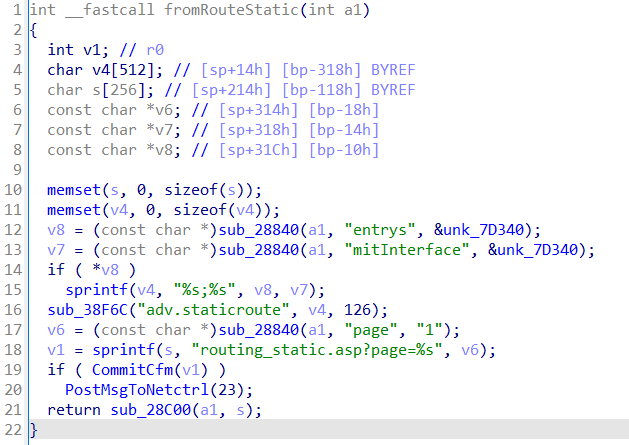 1 int __fastcall fromRouteStatic(int a1)
2 {
3 int v1; // r0
4 char v4[512]; // [sp+14h] [bp-318h] BYREF
5 char s[256]; // [sp+214h] [bp-118h] BYREF
6 const char *v6; // [sp+314h] [bp-18h]
7 const char *v7; // [sp+318h] [bp-14h]
8 const char *v8; // [sp+31Ch] [bp-10h]
9
10 memset(s, 0, sizeof(s));
11 memset(v4, 0, sizeof(v4));
12 v8 = (const char *)sub_28840(a1, "entrys", &unk_7D340);
13 v7 = (const char *)sub_28840(a1, "mitInterface", &unk_7D340);
14 if ( *v8 )
15 sprintf(v4, "%s;%s", v8, v7);
16 sub_38F6C("adv.staticroute", v4, 126);
17 v6 = (const char *)sub_28840(a1, "page", "1");
18 v1 = sprintf(s, "routing_static.asp?page=%s", v6);
19 if ( CommitCfm(v1) )
20 PostMsgToNetctrl(23);
21 return sub_28C00(a1, s);
22 }